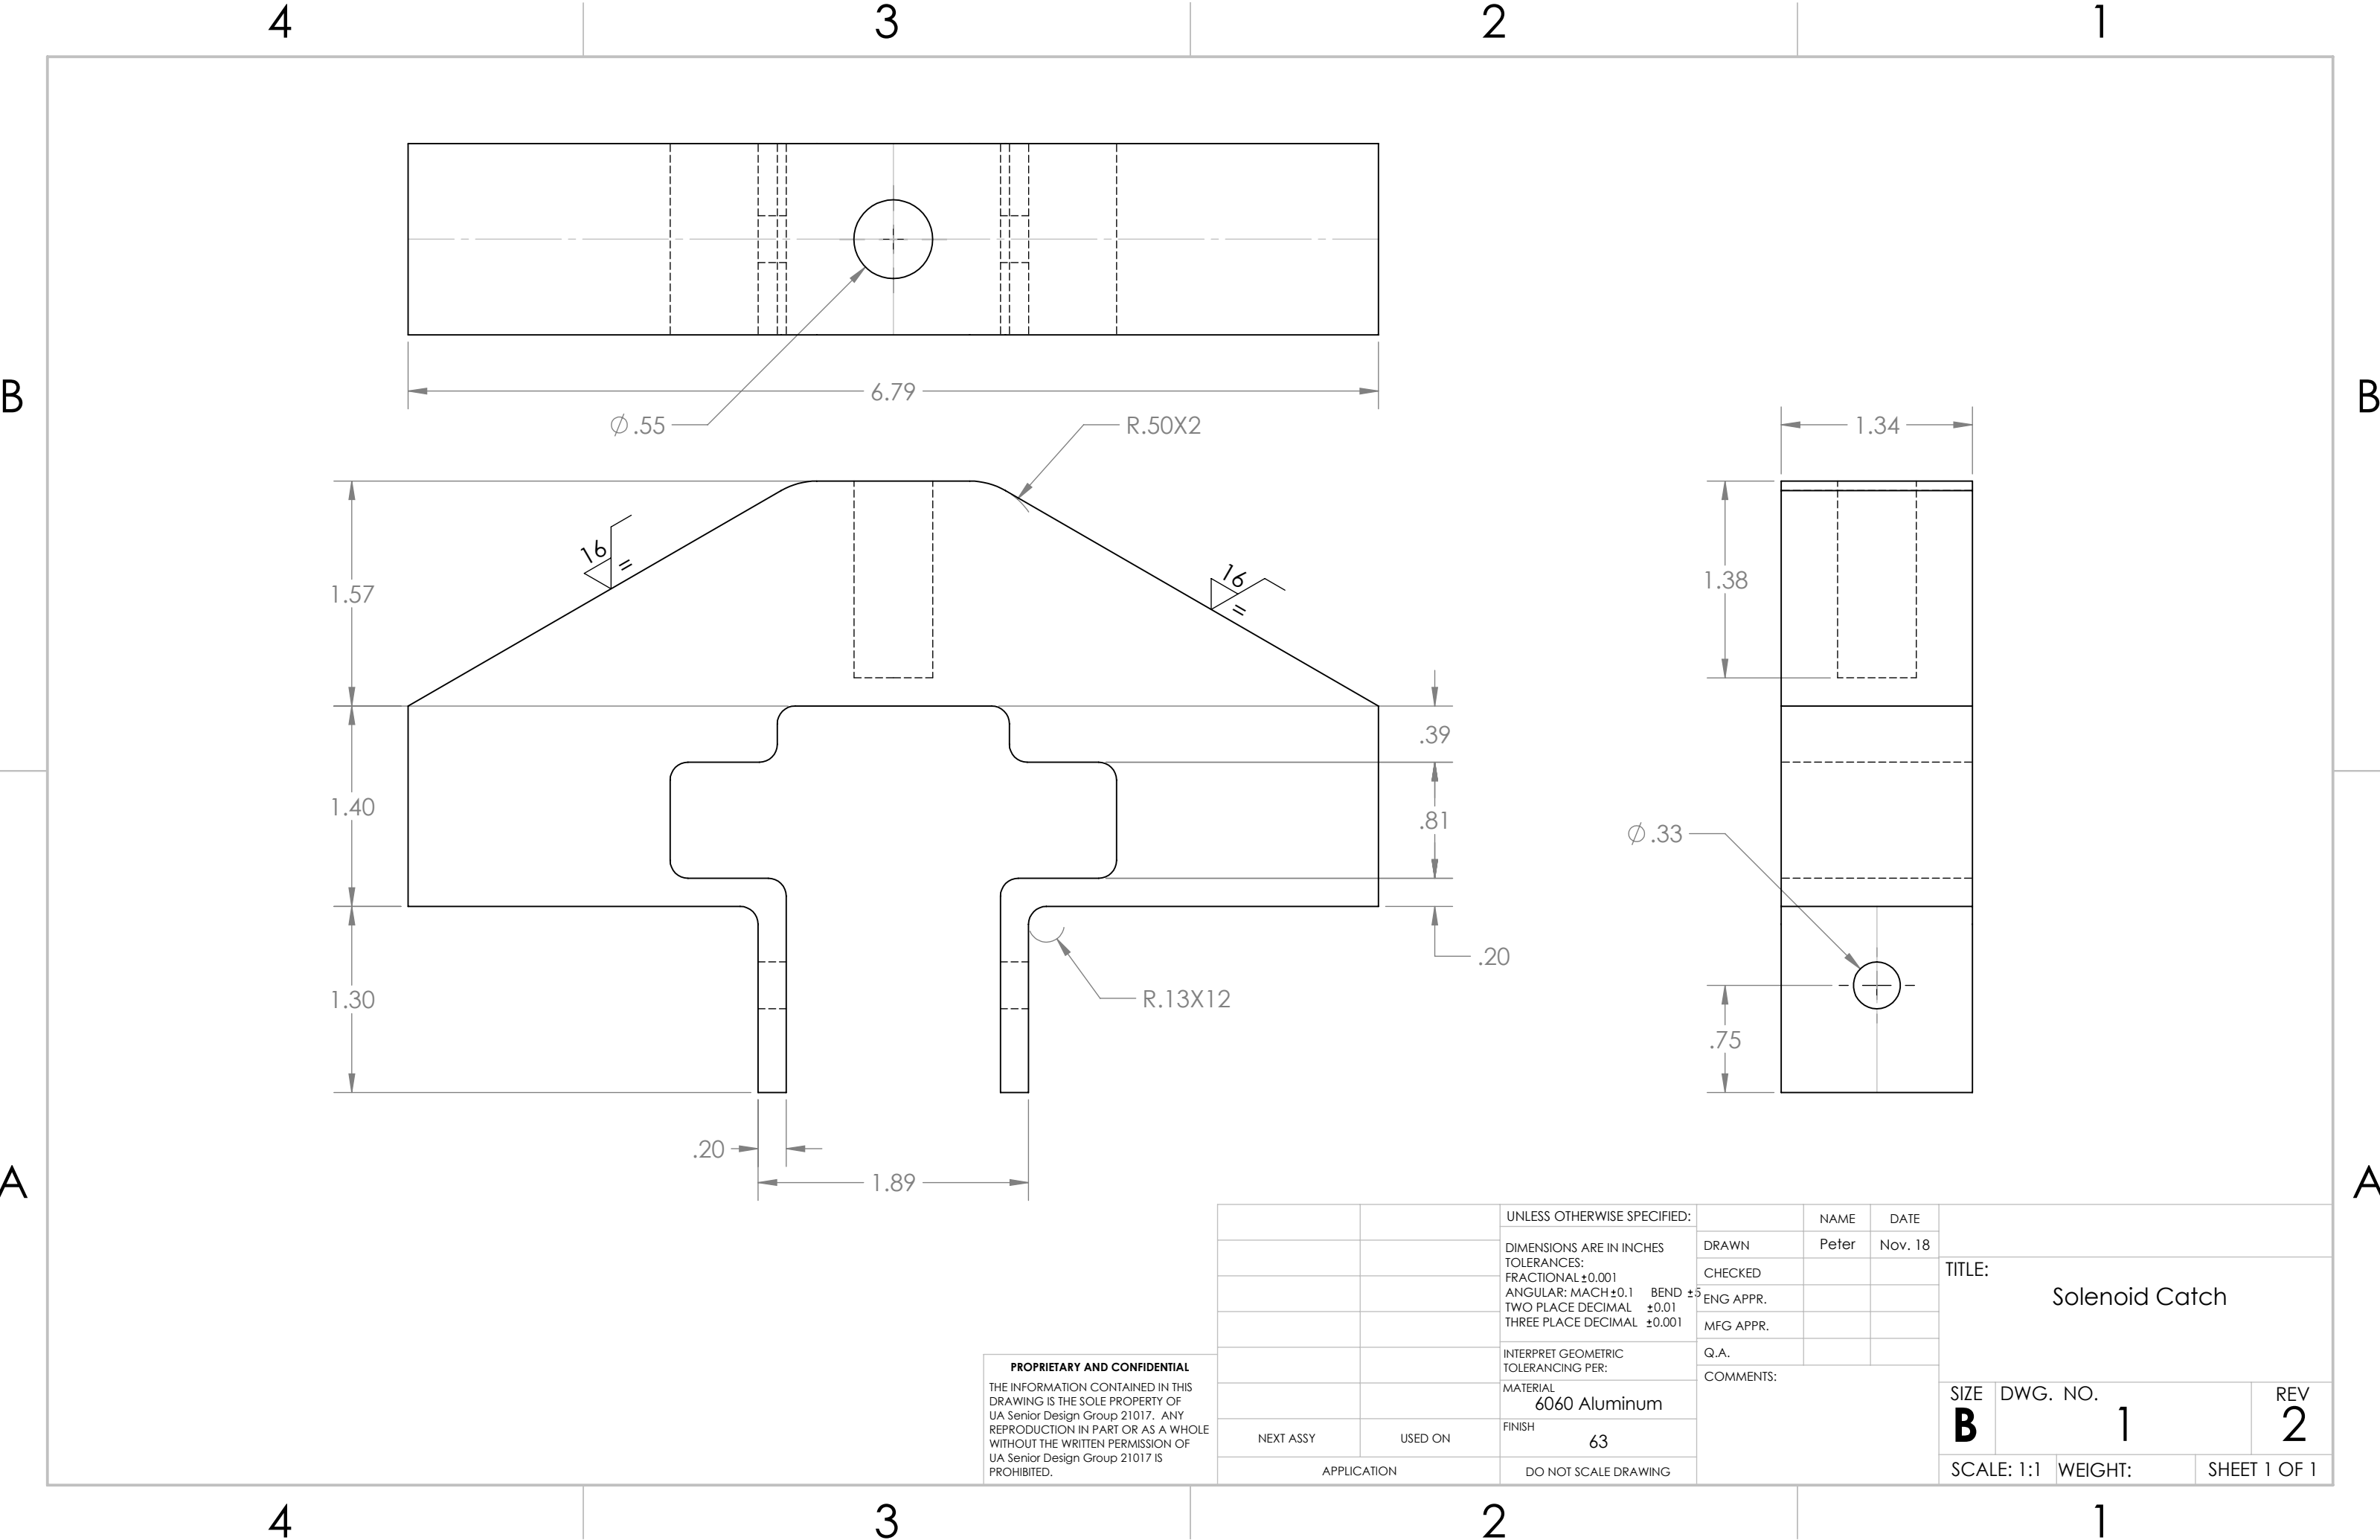 4 3 2 1
B B
6.79
Ø.55
R.50X2
1.34
16
=
16
=
1.57
1.38
.39
1.40
.81
Ø.33
.20
1.30
R.13X12
.75
.20
1.89
A A
UNLESS OTHERWISE SPECIFIED:
DIMENSIONS ARE IN INCHES
TOLERANCES:
FRACTIONAL ±0.001
ANGULAR: MACH ±0.1 BEND ±5
TWO PLACE DECIMAL ±0.01
THREE PLACE DECIMAL ±0.001
INTERPRET GEOMETRIC
TOLERANCING PER:
MATERIAL
6060 Aluminum
FINISH
63
DO NOT SCALE DRAWING
NAME DATE
DRAWN Peter Nov. 18
CHECKED
ENG APPR.
MFG APPR.
Q.A.
COMMENTS:
TITLE:
Solenoid Catch
SIZE DWG. NO. REV
B 1 2
SCALE: 1:1 WEIGHT: SHEET 1 OF 1
PROPRIETARY AND CONFIDENTIAL
THE INFORMATION CONTAINED IN THIS
DRAWING IS THE SOLE PROPERTY OF
UA Senior Design Group 21017. ANY
REPRODUCTION IN PART OR AS A WHOLE
WITHOUT THE WRITTEN PERMISSION OF
UA Senior Design Group 21017 IS
PROHIBITED.
NEXT ASSY USED ON
APPLICATION
4 3 2 1